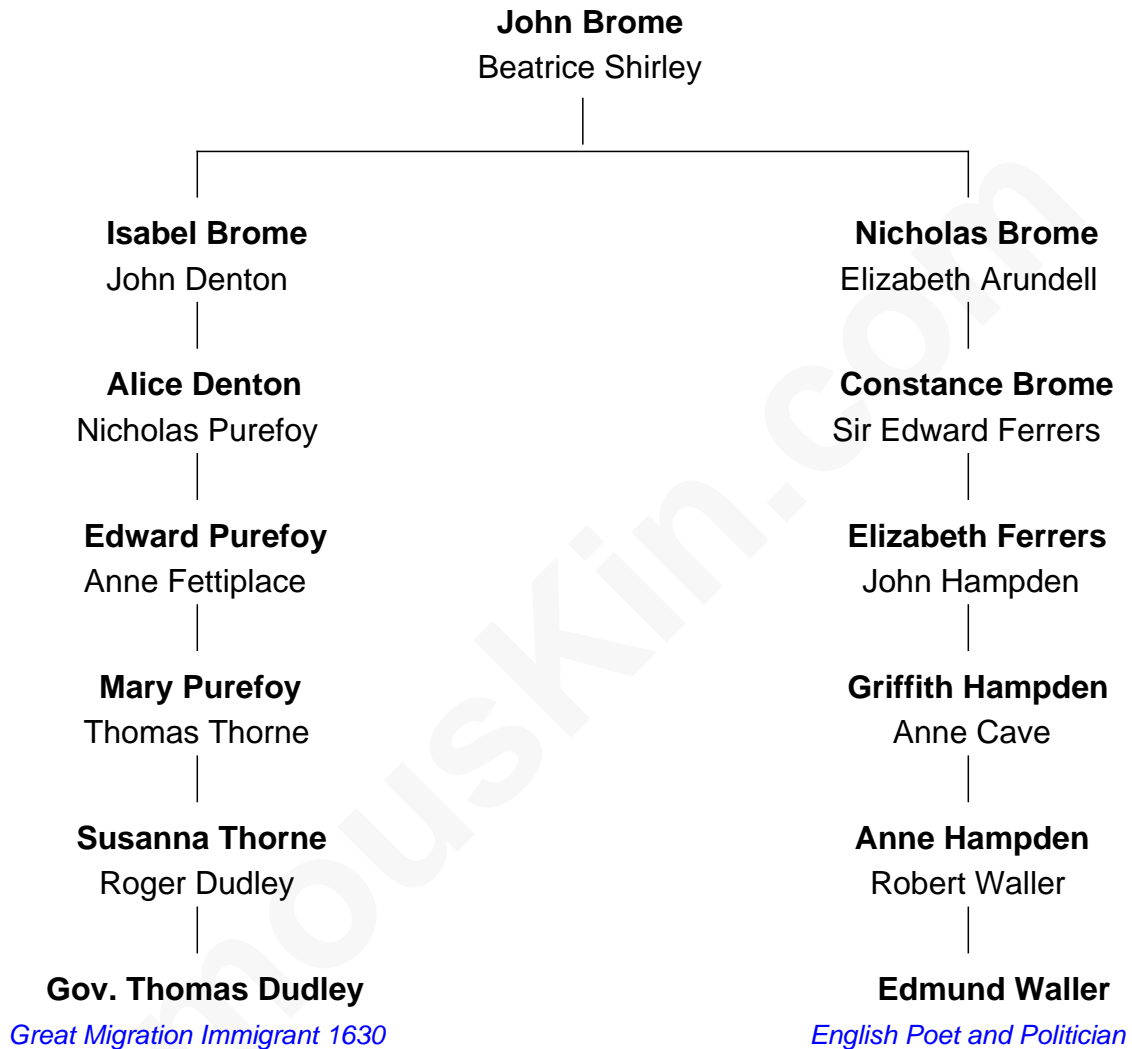 John Brome
Beatrice Shirley
Isabel Brome
John Denton
Nicholas Brome
Elizabeth Arundell
Alice Denton
Nicholas Purefoy
Constance Brome
Sir Edward Ferrers
Edward Purefoy
Anne Fettiplace
Elizabeth Ferrers
John Hampden
Mary Purefoy
Thomas Thorne
Griffith Hampden
Anne Cave
Susanna Thorne
Roger Dudley
Anne Hampden
Robert Waller
Gov. Thomas Dudley
Great Migration Immigrant 1630
Edmund Waller
English Poet and Politician
mousKin.com